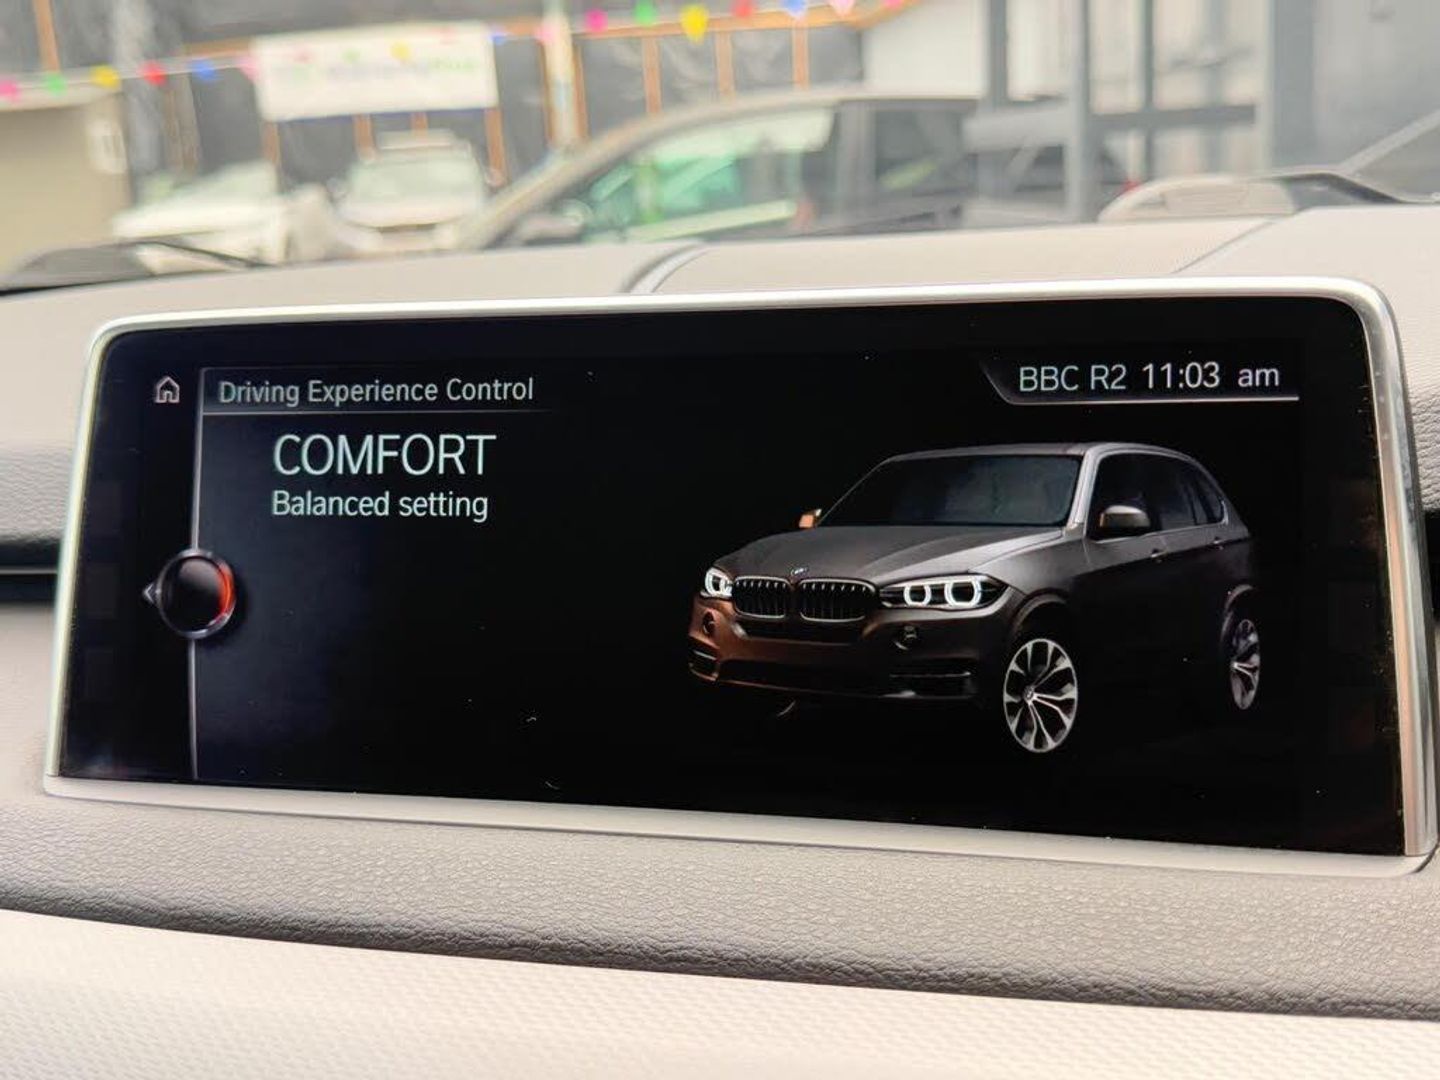 Driving Experience Control
BBC R2 11:03 am
COMFORT
Balanced setting